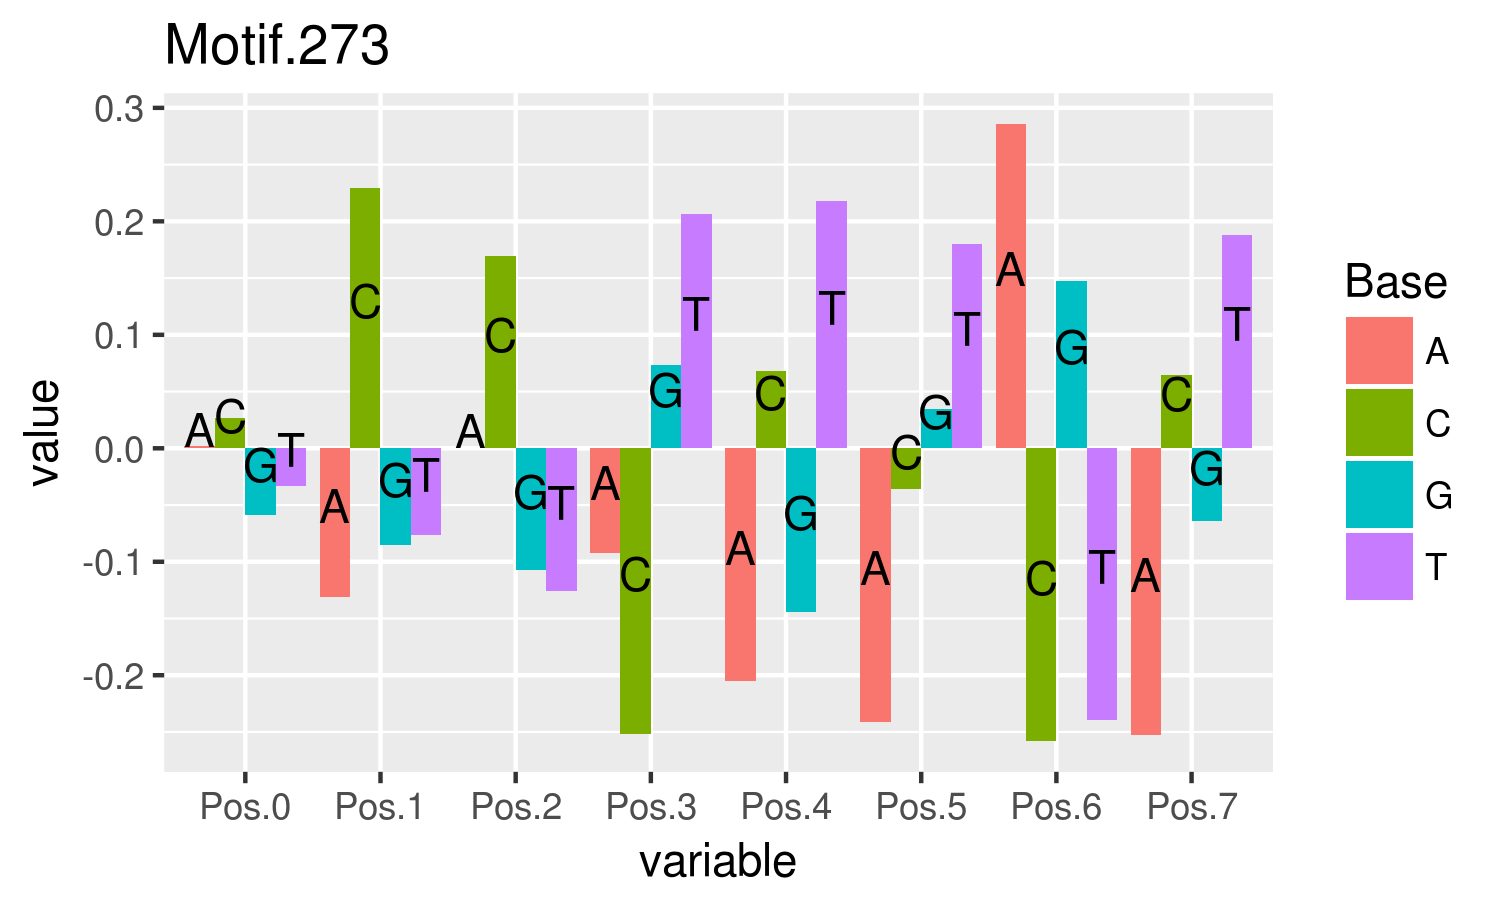 Motif.273
0.3
0.2
0.1
0.0
-0.1
-0.2
value
A C G T
A C G T
A C G T
A C G T
A C G T
A C G T
A C G T
A C G T
Pos.0 Pos.1 Pos.2 Pos.3 Pos.4 Pos.5 Pos.6 Pos.7
variable
Base
A
C
G
T